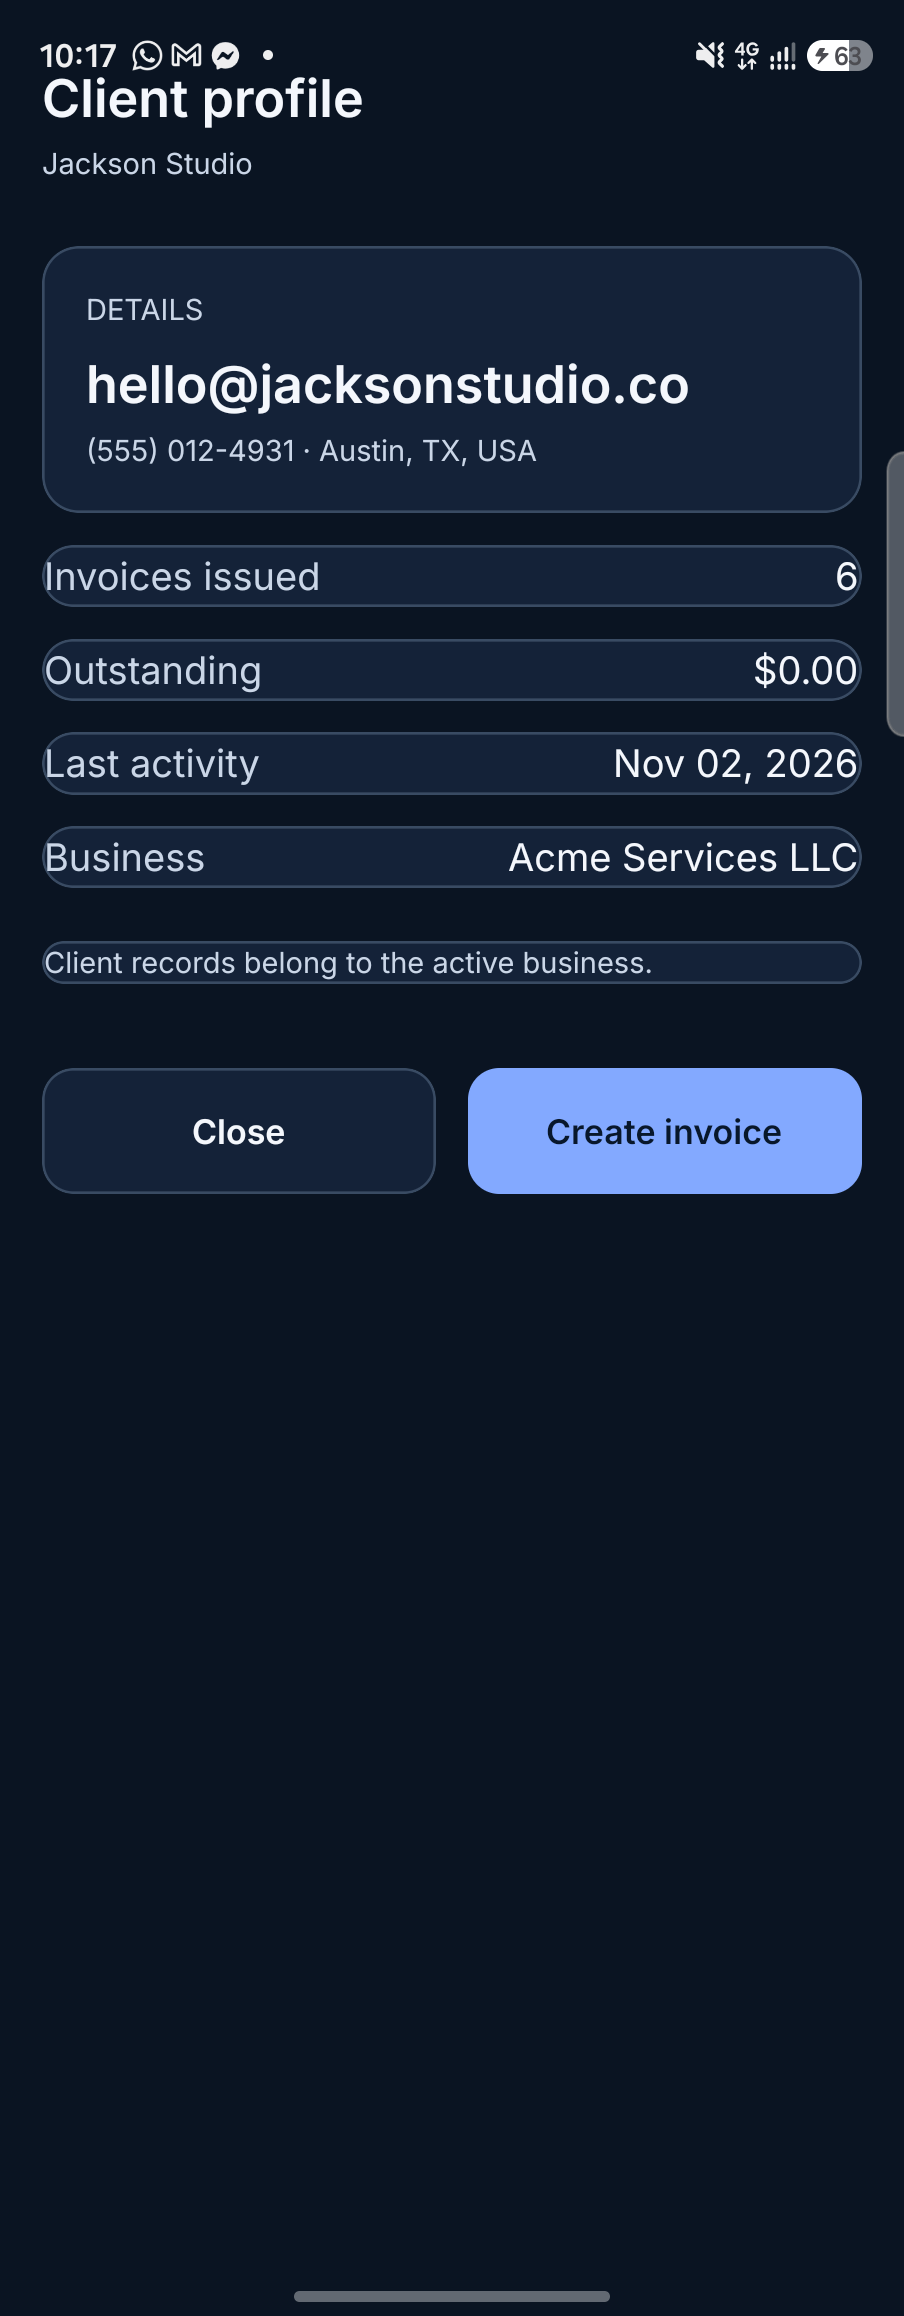 10:17 4G 63
Client profile
Jackson Studio
DETAILS
hello@jacksonstudio.co
(555) 012-4931 · Austin, TX, USA
Invoices issued 6
Outstanding $0.00
Last activity Nov 02, 2026
Business Acme Services LLC
Client records belong to the active business.
Close Create invoice